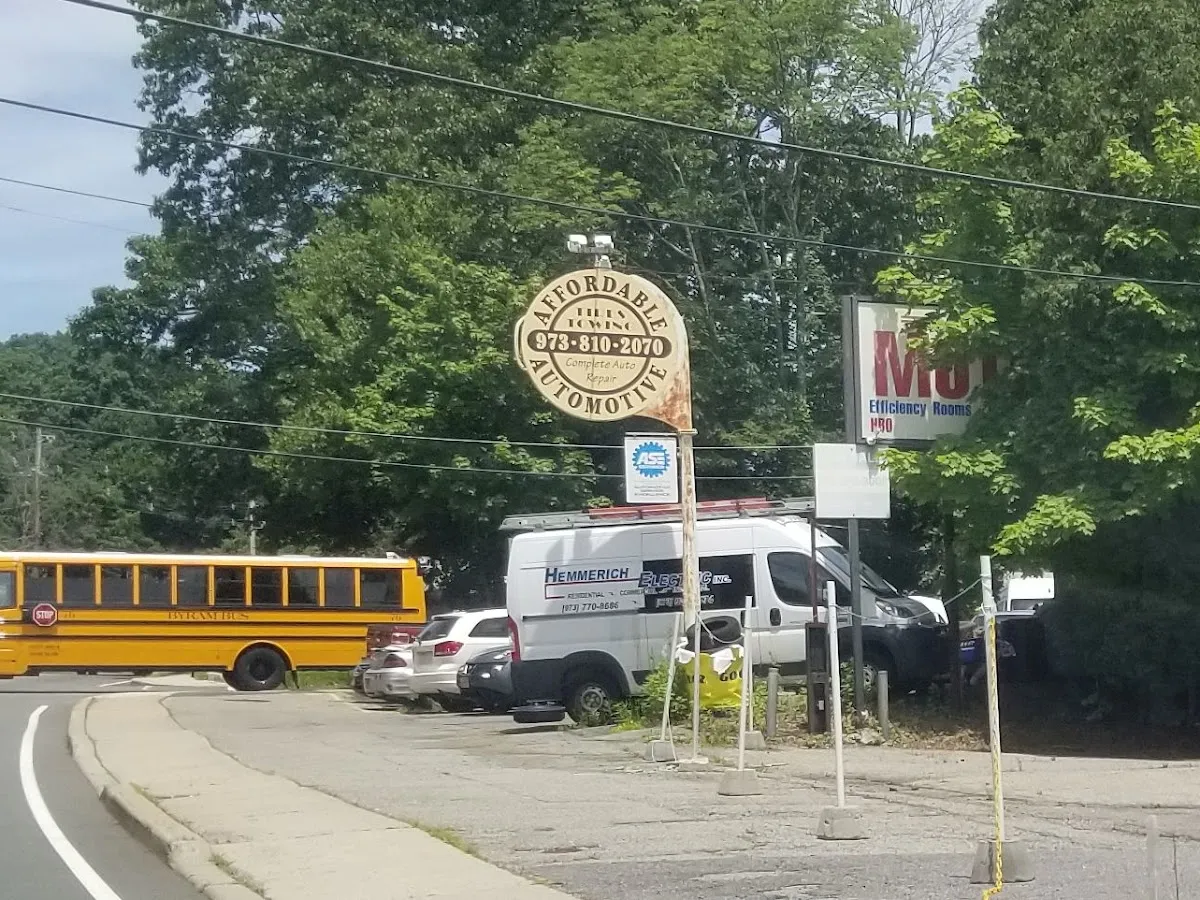 AFFORDABLE
TIRES
TOWING
973-810-2070
Complete Auto
Repair
AUTOMOTIVE
ASE
Efficiency Rooms
HBO
HEMMERICH ELECTRIC INC.
RESIDENTIAL
(973) 770-8686
STOP
BYRAM BUS